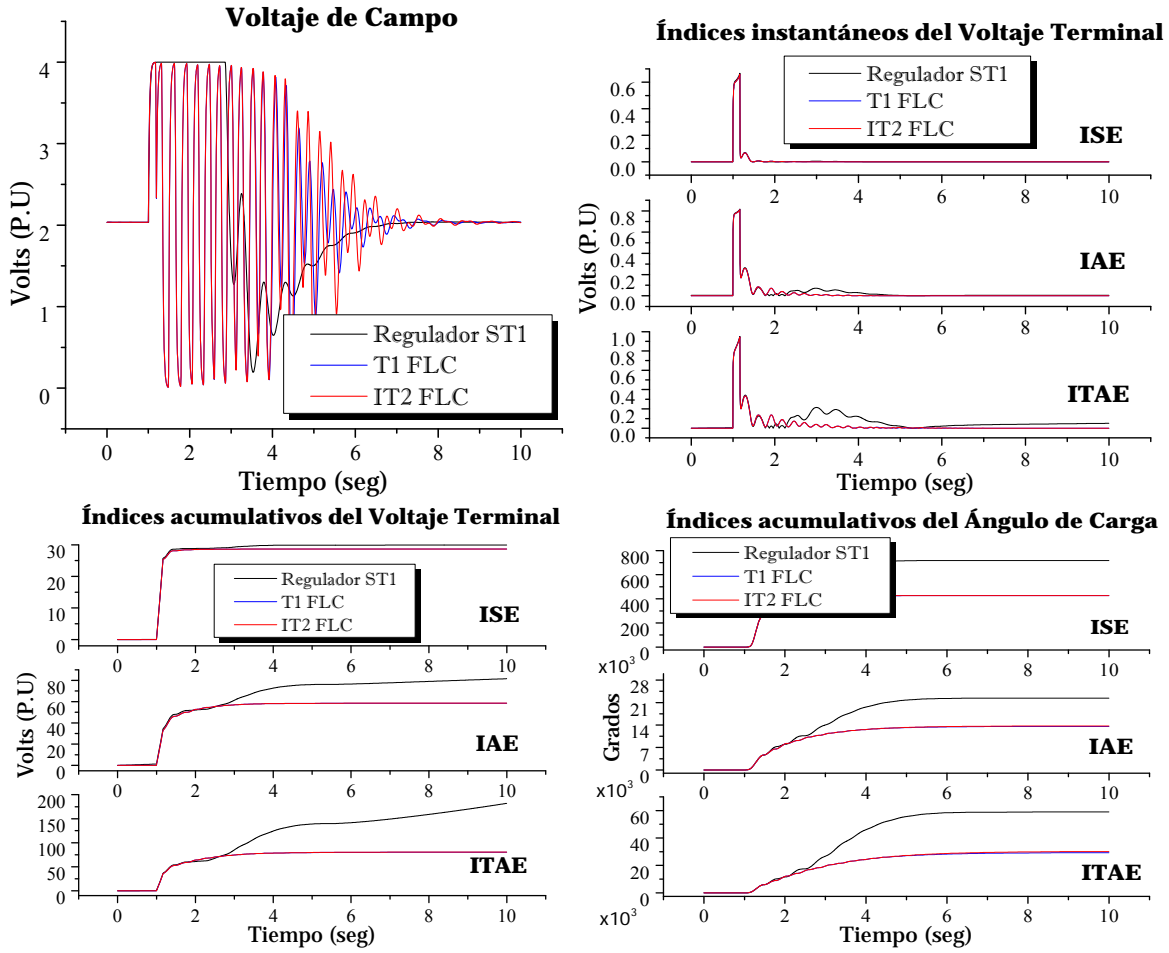 Voltaje de Campo
4
3
2
1
0
Volts (P.U)
Regulador ST1
T1 FLC
IT2 FLC
0 2 4 6 8 10
Tiempo (seg)
Índices instantáneos del Voltaje Terminal
Regulador ST1
T1 FLC
IT2 FLC
0.6
0.4
0.2
0.0
ISE
0 2 4 6 8 10
0.8
0.6
0.4
0.2
0.0
Volts (P.U)
IAE
0 2 4 6 8 10
1.0
0.8
0.6
0.4
0.2
0.0
ITAE
0 2 4 6 8 10
Tiempo (seg)
Índices acumulativos del Voltaje Terminal
30
30
20
10
0
Regulador ST1
T1 FLC
IT2 FLC
ISE
0 2 4 6 8 10
80
60
40
20
0
Volts (P.U)
IAE
0 2 4 6 8 10
200
150
100
50
0
ITAE
0 2 4 6 8 10
Tiempo (seg)
Índices acumulativos del Ángulo de Carga
800
600
400
200
0
x10³
Regulador ST1
T1 FLC
IT2 FLC
ISE
0 2 4 6 8 10
28
21
14
7
0
x10³
Grados
IAE
0 2 4 6 8 10
60
40
20
0
x10³
ITAE
0 2 4 6 8 10
Tiempo (seg)